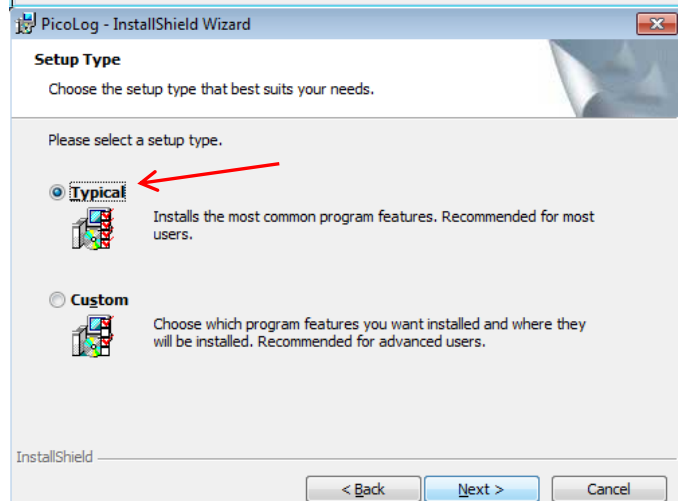 PicoLog - InstallShield Wizard
Setup Type
Choose the setup type that best suits your needs.
Please select a setup type.
Typical
Installs the most common program features. Recommended for most
users.
Custom
Choose which program features you want installed and where they
will be installed. Recommended for advanced users.
InstallShield
< Back Next > Cancel